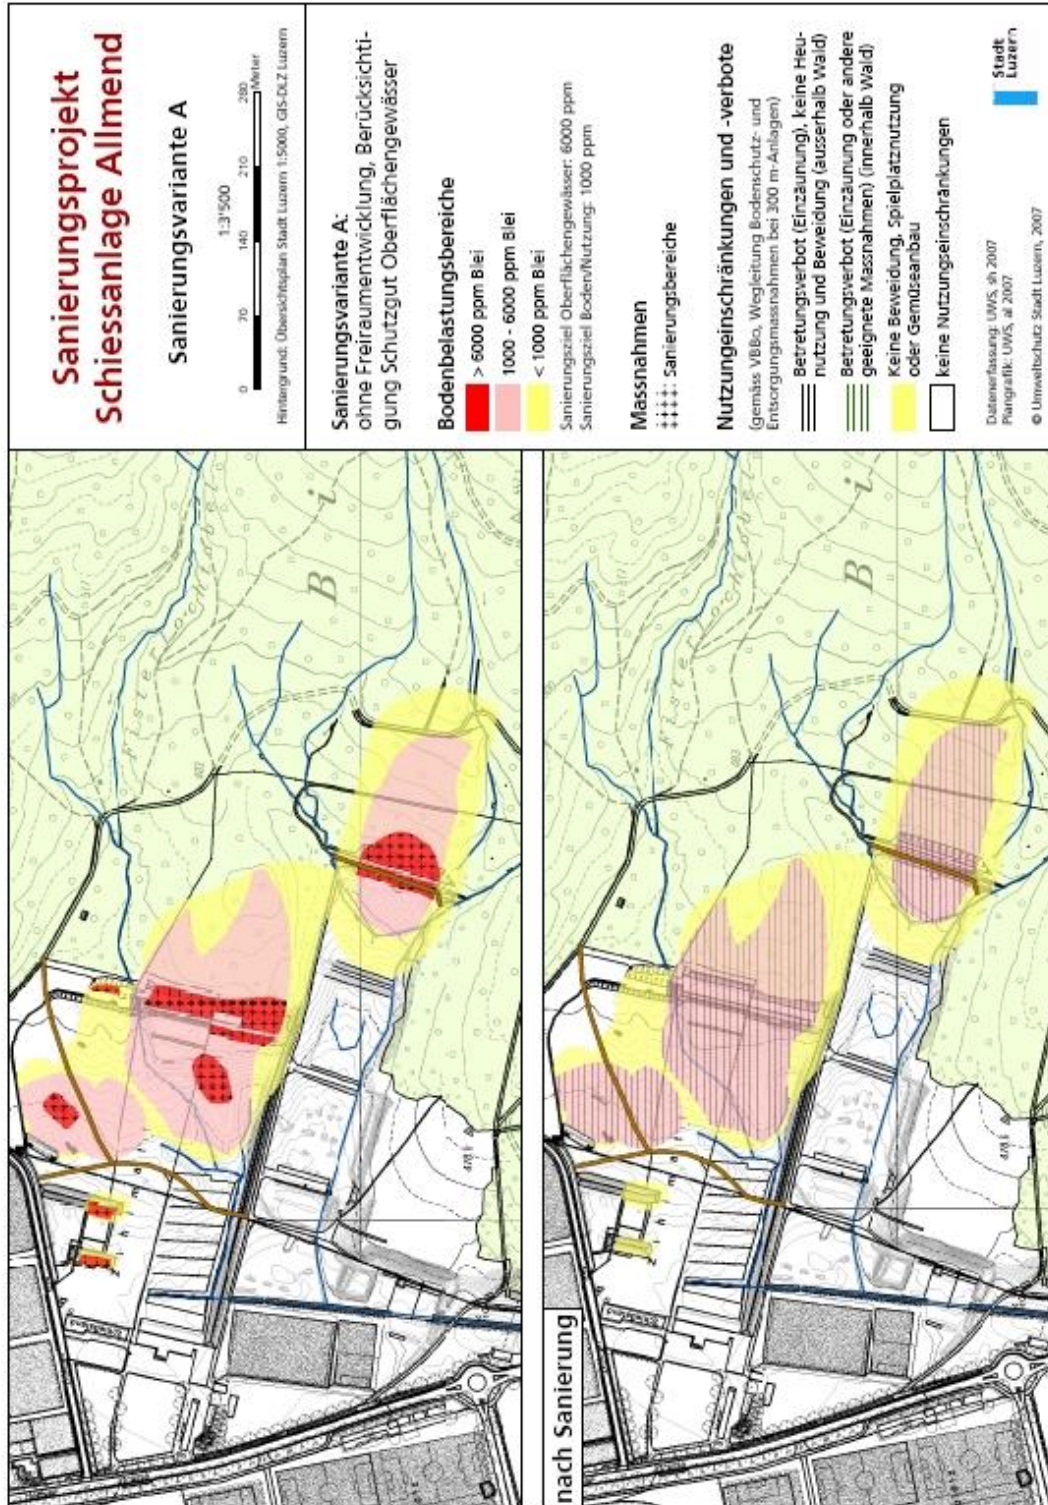 Sanierungsprojekt
Schiessanlage Allmend
Sanierungsvariante A
1:3'500
0 70 140 210 280
Meter
Hintergrund: Übersichtsplan Stadt Luzern 1:5000, GIS-DLZ Luzern
Sanierungsvariante A:
ohne Freiraumentwicklung, Berücksichti-
gung Schutzgut Oberflächengewässer
Bodenbelastungsbereiche
> 6000 ppm Blei
1000 - 6000 ppm Blei
< 1000 ppm Blei
Sanierungsziel Oberflächengewässer: 6000 ppm
Sanierungsziel Boden/Nutzung: 1000 ppm
Massnahmen
Sanierungsbereiche
Nutzungseinschränkungen und -verbote
(gemäss VBBo, Wegleitung Bodenschutz- und
Entsorgungsmassnahmen bei 300 m-Anlagen)
Betretungsverbot (Einzäunung), keine Heu-
nutzung und Beweidung (ausserhalb Wald)
Betretungsverbot (Einzäunung oder andere
geeignete Massnahmen) (innerhalb Wald)
Keine Beweidung, Spielplatznutzung
oder Gemüseanbau
keine Nutzungseinschränkungen
Datenerfassung: UWS, sh 2007
Plangrafik: UWS, al 2007
© Umweltschutz Stadt Luzern, 2007
Stadt
Luzern
B i
nach Sanierung
B i